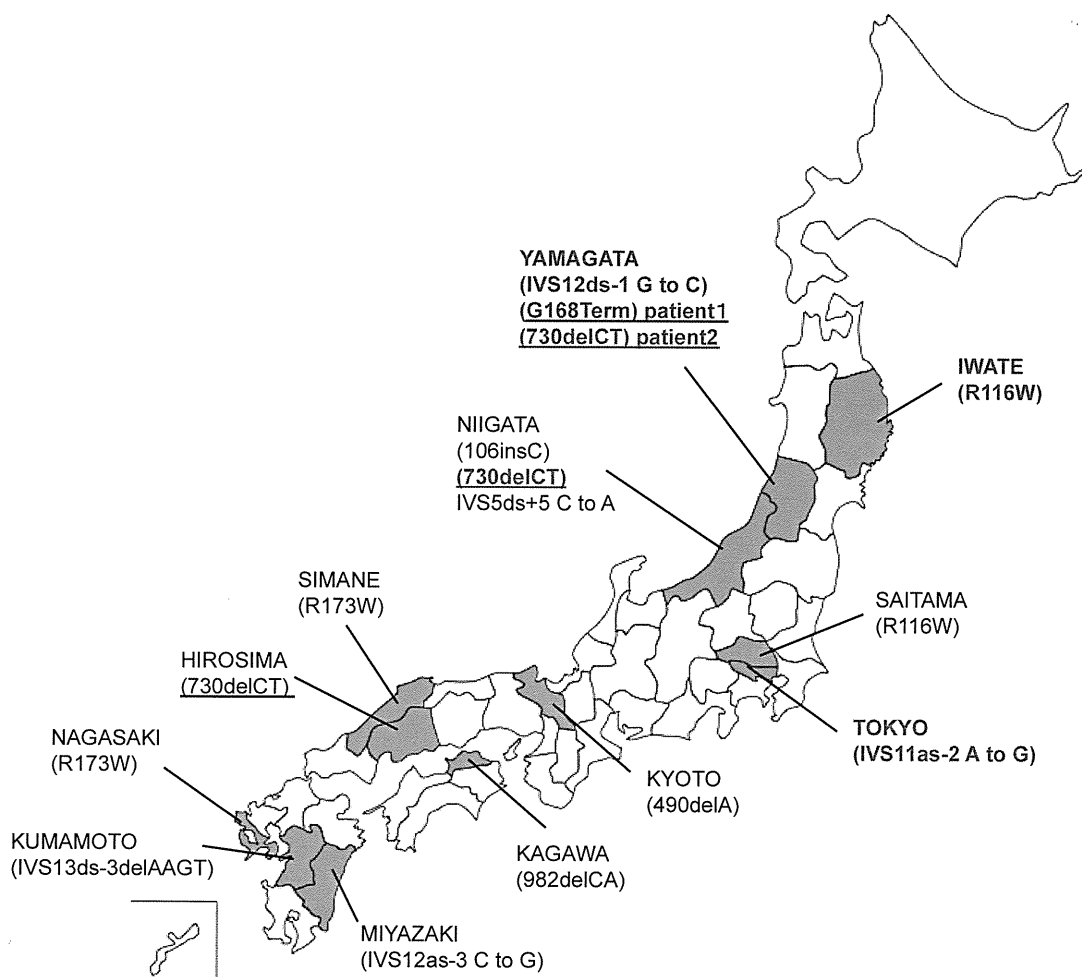 YAMAGATA
(IVS12ds-1 G to C)
(G168Term) patient1
(730delCT) patient2
IWATE
(R116W)
NIIGATA
(106insC)
(730delCT)
IVS5ds+5 C to A
SIMANE
(R173W)
SAITAMA
(R116W)
HIROSIMA
(730delCT)
NAGASAKI
(R173W)
TOKYO
(IVS11as-2 A to G)
KYOTO
(490delA)
KUMAMOTO
(IVS13ds-3delAAGT)
KAGAWA
(982delCA)
MIYAZAKI
(IVS12as-3 C to G)